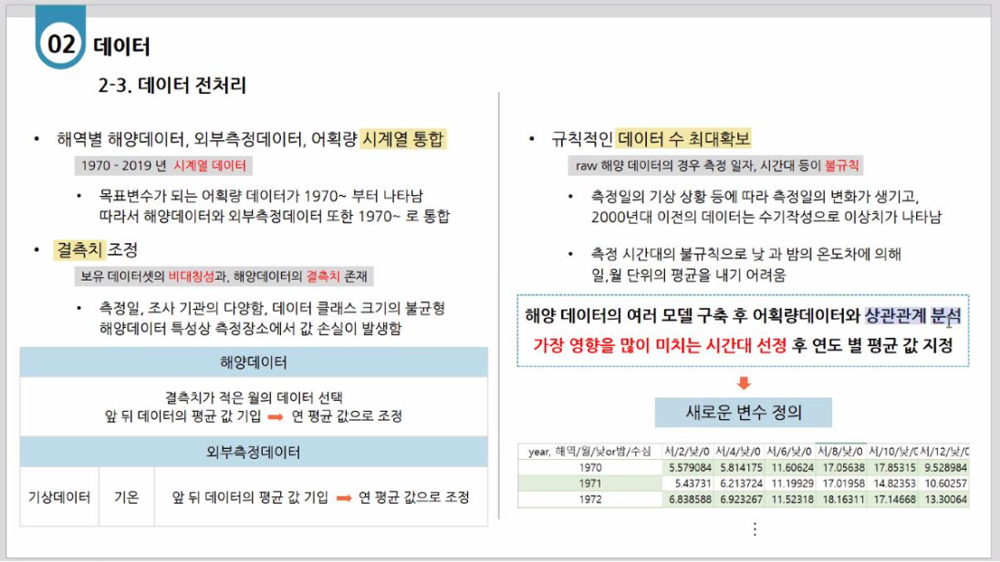 02 데이터
2-3. 데이터 전처리
• 해역별 해양데이터, 외부측정데이터, 어획량 시계열 통합
1970 - 2019 년 시계열 데이터
• 목표변수가 되는 어획량 데이터가 1970~ 부터 나타남
따라서 해양데이터와 외부측정데이터 또한 1970~ 로 통합
• 결측치 조정
보유 데이터셋의 비대칭성과, 해양데이터의 결측치 존재
• 측정일, 조사 기관의 다양함, 데이터 클래스 크기의 불균형
해양데이터 특성상 측정장소에서 값 손실이 발생함
해양데이터
결측치가 적은 월의 데이터 선택
앞 뒤 데이터의 평균 값 기입 ➡ 연 평균 값으로 조정
외부측정데이터
기상데이터 기온 앞 뒤 데이터의 평균 값 기입 ➡ 연 평균 값으로 조정
• 규칙적인 데이터 수 최대확보
raw 해양 데이터의 경우 측정 일자, 시간대 등이 불규칙
• 측정일의 기상 상황 등에 따라 측정일의 변화가 생기고,
2000년대 이전의 데이터는 수기작성으로 이상치가 나타남
• 측정 시간대의 불규칙으로 낮 과 밤의 온도차에 의해
일,월 단위의 평균을 내기 어려움
해양 데이터의 여러 모델 구축 후 어획량데이터와 상관관계 분석
가장 영향을 많이 미치는 시간대 선정 후 연도 별 평균 값 지정
새로운 변수 정의
year, 해역/월/낮or밤/수심 서/2/낮/0 서/4/낮/0 서/6/낮/0 서/8/낮/0 서/10/낮/0 서/12/낮/0
1970 5.579084 5.814175 11.60624 17.05638 17.85315 9.528984
1971 5.43731 6.213724 11.19929 17.01958 14.82353 10.60257
1972 6.838588 6.923267 11.52318 18.16311 17.14668 13.30064
⋮